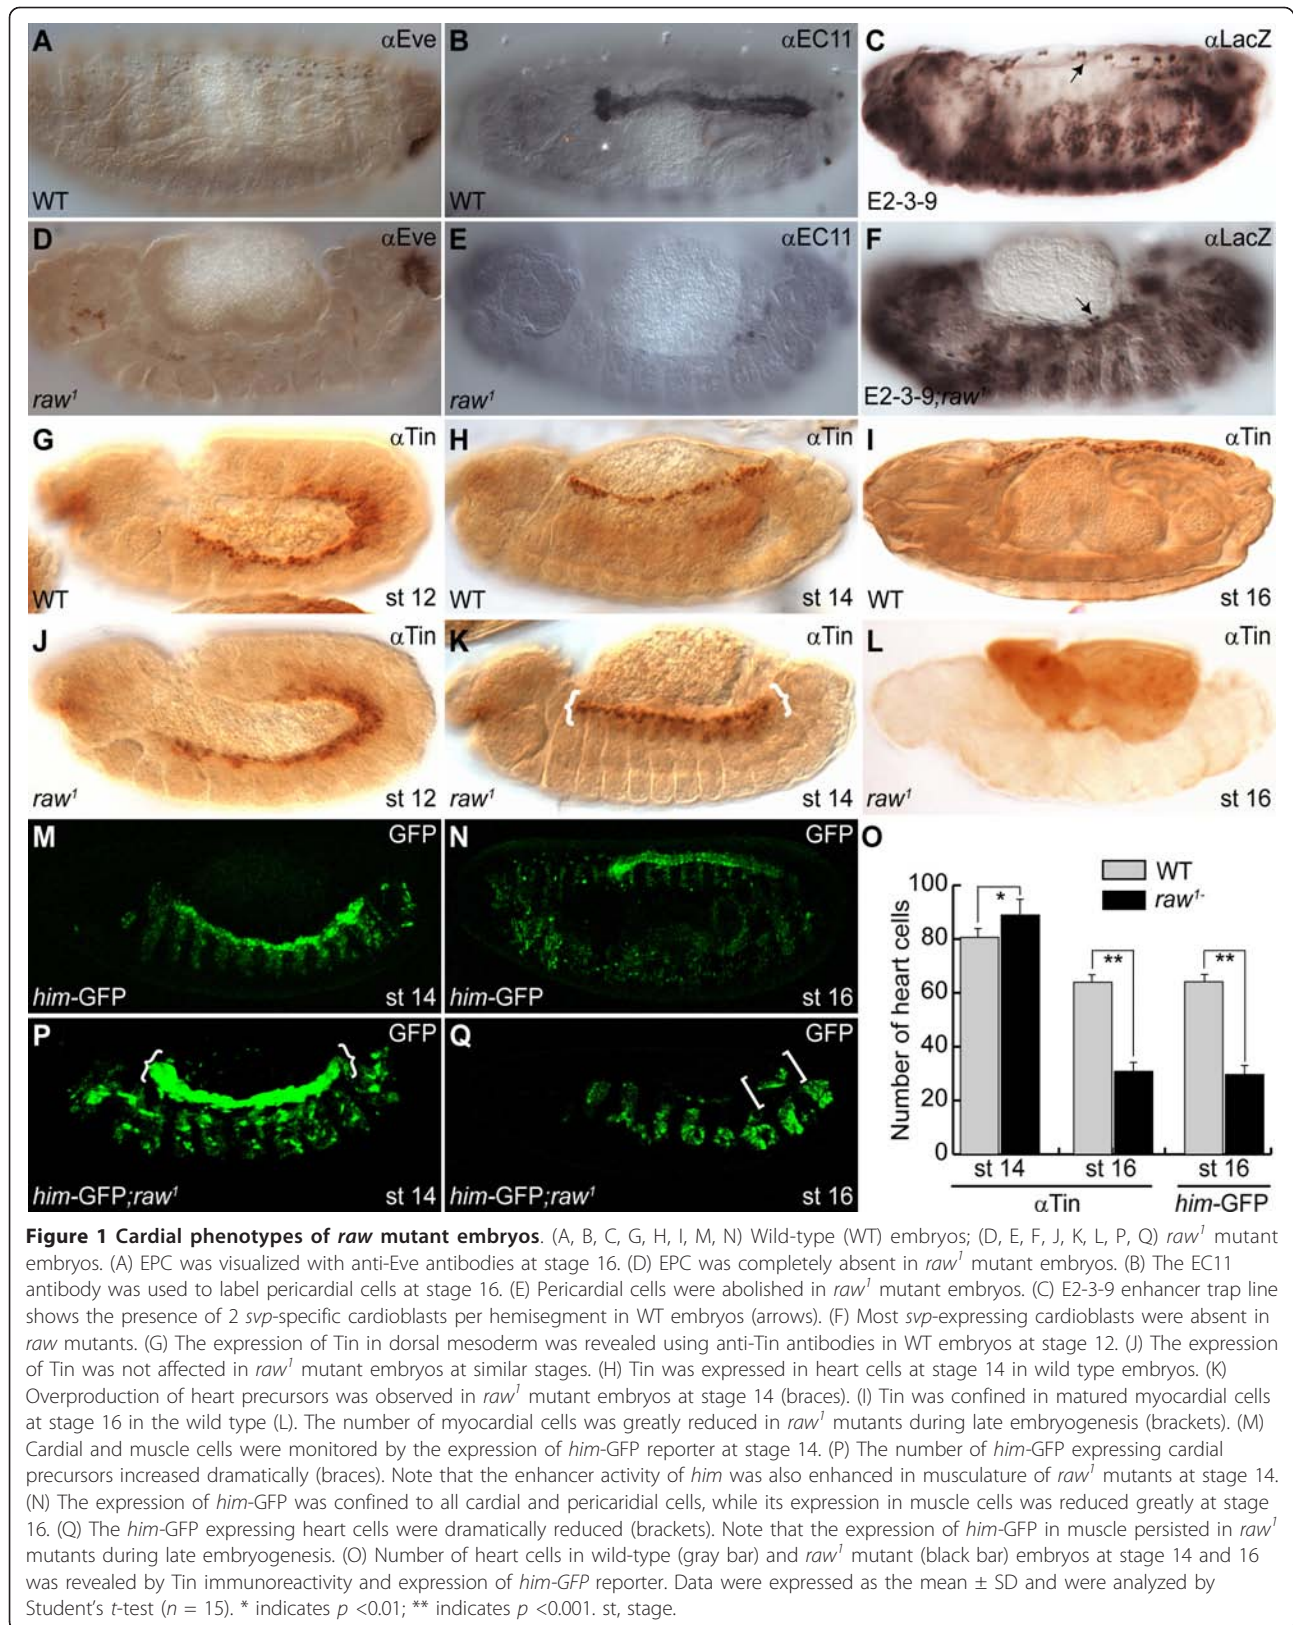 A
αEve
WT
B
αEC11
WT
C
αLacZ
E2-3-9
D
αEve
raw¹
E
αEC11
raw¹
F
αLacZ
E2-3-9;raw¹
G
αTin
WT
st 12
H
αTin
WT
st 14
I
αTin
WT
st 16
J
αTin
raw¹
st 12
K
αTin
raw¹
st 14
L
αTin
raw¹
st 16
M
GFP
him-GFP
st 14
N
GFP
him-GFP
st 16
O
WT
raw¹⁻
Number of heart cells
100
80
60
40
20
0
*
**
**
st 14
st 16
st 16
αTin
him-GFP
P
GFP
him-GFP;raw¹
st 14
Q
GFP
him-GFP;raw¹
st 16
Figure 1 Cardial phenotypes of raw mutant embryos. (A, B, C, G, H, I, M, N) Wild-type (WT) embryos; (D, E, F, J, K, L, P, Q) raw¹ mutant
embryos. (A) EPC was visualized with anti-Eve antibodies at stage 16. (D) EPC was completely absent in raw¹ mutant embryos. (B) The EC11
antibody was used to label pericardial cells at stage 16. (E) Pericardial cells were abolished in raw¹ mutant embryos. (C) E2-3-9 enhancer trap line
shows the presence of 2 svp-specific cardioblasts per hemisegment in WT embryos (arrows). (F) Most svp-expressing cardioblasts were absent in
raw mutants. (G) The expression of Tin in dorsal mesoderm was revealed using anti-Tin antibodies in WT embryos at stage 12. (J) The expression
of Tin was not affected in raw¹ mutant embryos at similar stages. (H) Tin was expressed in heart cells at stage 14 in wild type embryos. (K)
Overproduction of heart precursors was observed in raw¹ mutant embryos at stage 14 (braces). (I) Tin was confined in matured myocardial cells
at stage 16 in the wild type (L). The number of myocardial cells was greatly reduced in raw¹ mutants during late embryogenesis (brackets). (M)
Cardial and muscle cells were monitored by the expression of him-GFP reporter at stage 14. (P) The number of him-GFP expressing cardial
precursors increased dramatically (braces). Note that the enhancer activity of him was also enhanced in musculature of raw¹ mutants at stage 14.
(N) The expression of him-GFP was confined to all cardial and pericaridial cells, while its expression in muscle cells was reduced greatly at stage
16. (Q) The him-GFP expressing heart cells were dramatically reduced (brackets). Note that the expression of him-GFP in muscle persisted in raw¹
mutants during late embryogenesis. (O) Number of heart cells in wild-type (gray bar) and raw¹ mutant (black bar) embryos at stage 14 and 16
was revealed by Tin immunoreactivity and expression of him-GFP reporter. Data were expressed as the mean ± SD and were analyzed by
Student's t-test (n = 15). * indicates p <0.01; ** indicates p <0.001. st, stage.